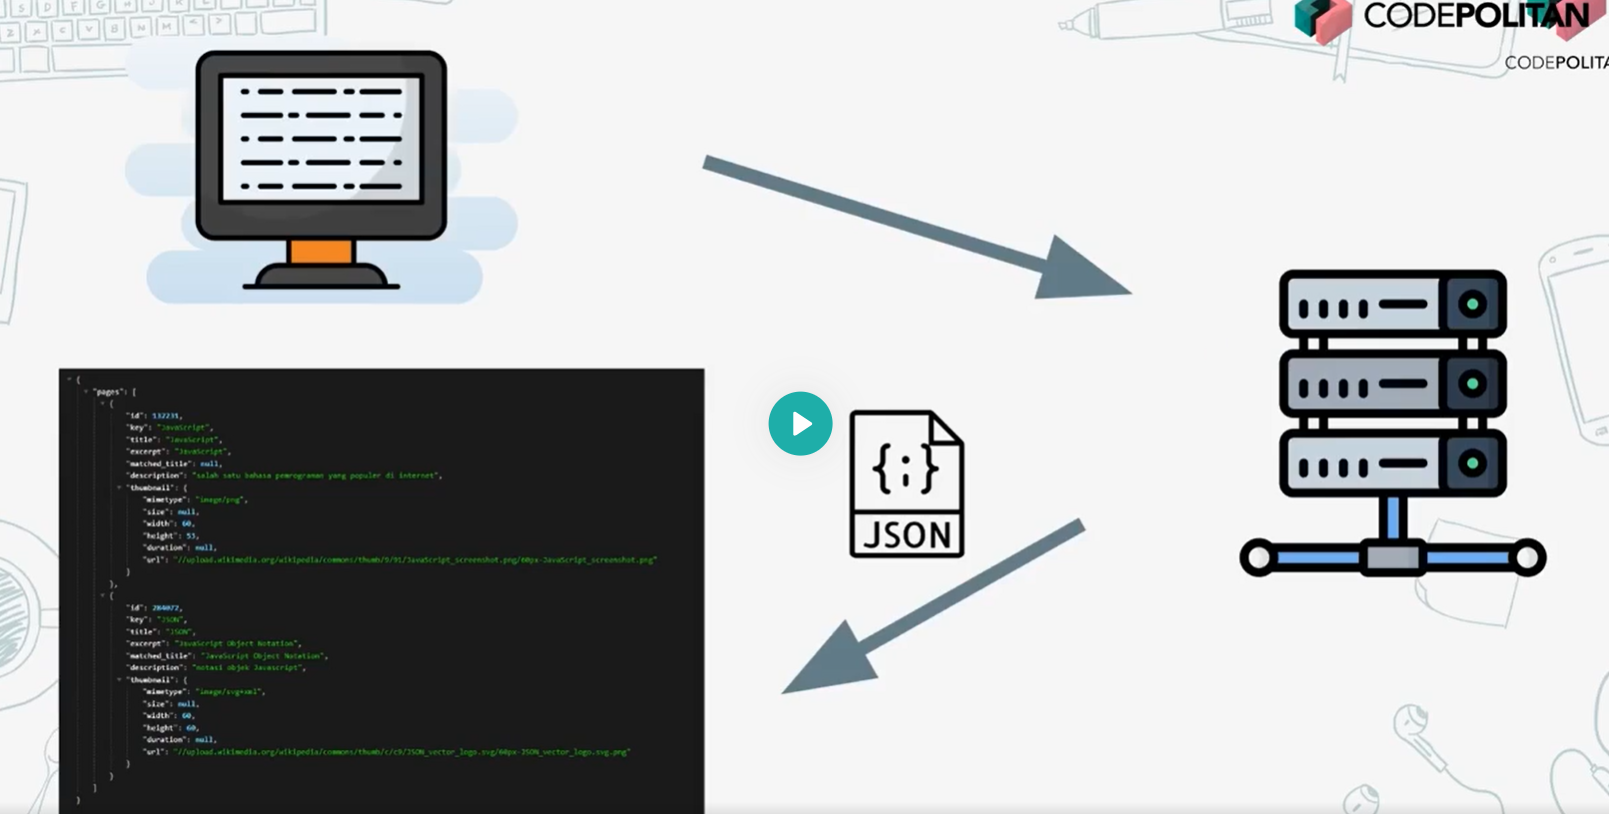 CODEPOLITAN
CODEPOLITA
{
"pages": [
{
"id": 132231,
"key": "JavaScript",
"title": "JavaScript",
"excerpt": "JavaScript",
"matched_title": null,
"description": "salah satu bahasa pemrograman yang populer di internet",
"thumbnail": {
"mimetype": "image/png",
"size": null,
"width": 60,
"height": 53,
"duration": null,
"url": "//upload.wikimedia.org/wikipedia/commons/thumb/9/91/JavaScript_screenshot.png/60px-JavaScript_screenshot.png"
}
},
{
"id": 284072,
"key": "JSON",
"title": "JSON",
"excerpt": "JavaScript Object Notation",
"matched_title": "JavaScript Object Notation",
"description": "notasi objek Javascript",
"thumbnail": {
"mimetype": "image/svg+xml",
"size": null,
"width": 60,
"height": 60,
"duration": null,
"url": "//upload.wikimedia.org/wikipedia/commons/thumb/c/c9/JSON_vector_logo.svg/60px-JSON_vector_logo.svg.png"
}
}
]
}
{;}
JSON